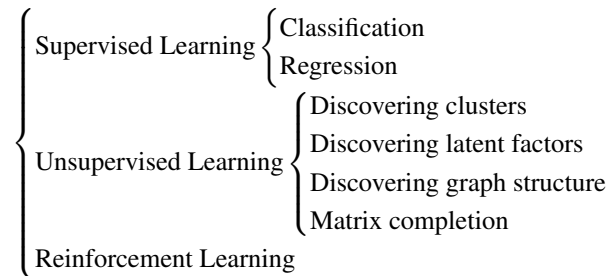 Supervised Learning
Classification
Regression
Unsupervised Learning
Discovering clusters
Discovering latent factors
Discovering graph structure
Matrix completion
Reinforcement Learning